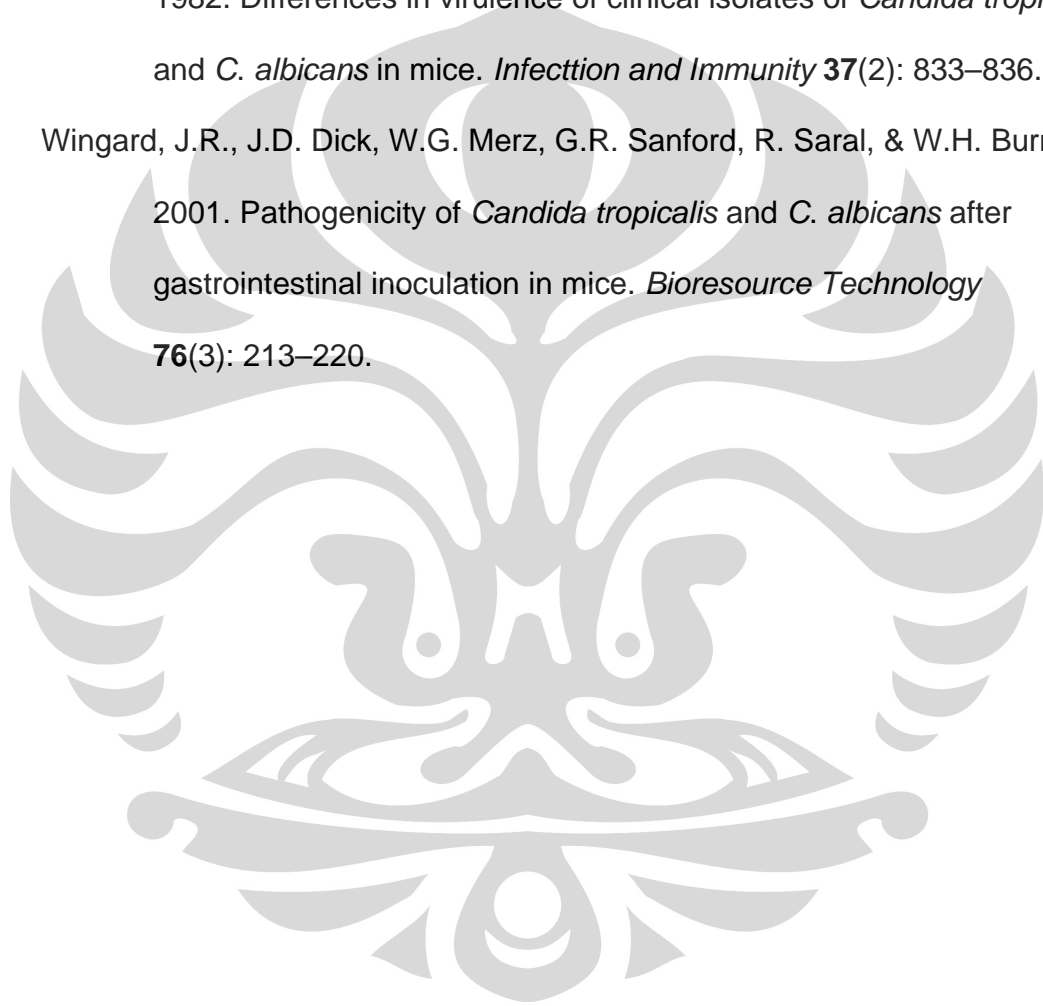 1982. Differences in virulence of clinical isolates of Candida tropi
and C. albicans in mice. Infecttion and Immunity 37(2): 833–836.
Wingard, J.R., J.D. Dick, W.G. Merz, G.R. Sanford, R. Saral, & W.H. Burn
2001. Pathogenicity of Candida tropicalis and C. albicans after
gastrointestinal inoculation in mice. Bioresource Technology
76(3): 213–220.